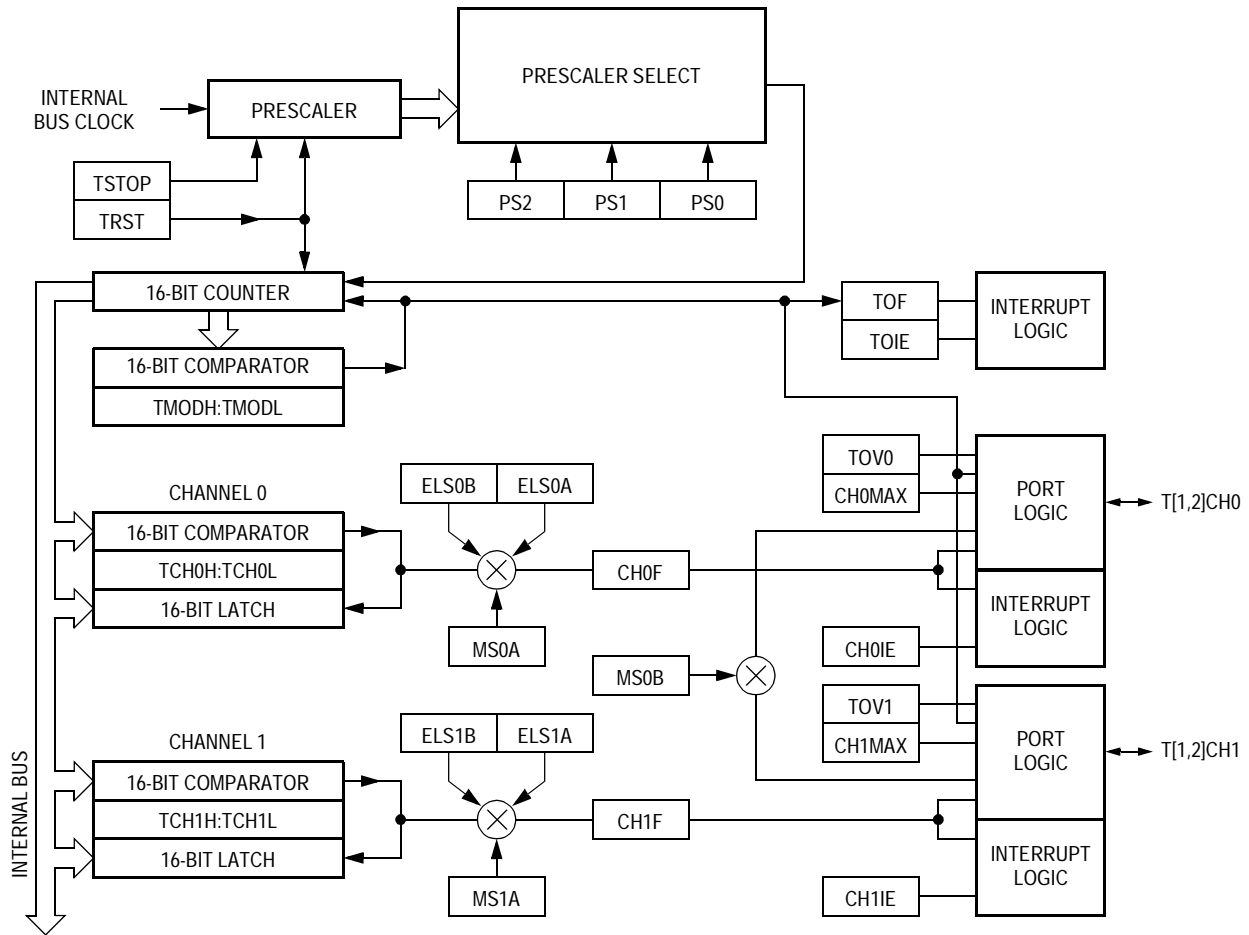 PRESCALER SELECT
INTERNAL
BUS CLOCK
PRESCALER
TSTOP
TRST
PS2
PS1
PS0
16-BIT COUNTER
TOF
TOIE
INTERRUPT
LOGIC
16-BIT COMPARATOR
TMODH:TMODL
CHANNEL 0
ELS0B
ELS0A
TOV0
CH0MAX
PORT
LOGIC
T[1,2]CH0
16-BIT COMPARATOR
TCH0H:TCH0L
16-BIT LATCH
CH0F
MS0A
INTERRUPT
LOGIC
CH0IE
MS0B
CHANNEL 1
ELS1B
ELS1A
TOV1
CH1MAX
PORT
LOGIC
T[1,2]CH1
16-BIT COMPARATOR
TCH1H:TCH1L
16-BIT LATCH
CH1F
MS1A
INTERRUPT
LOGIC
CH1IE
INTERNAL BUS